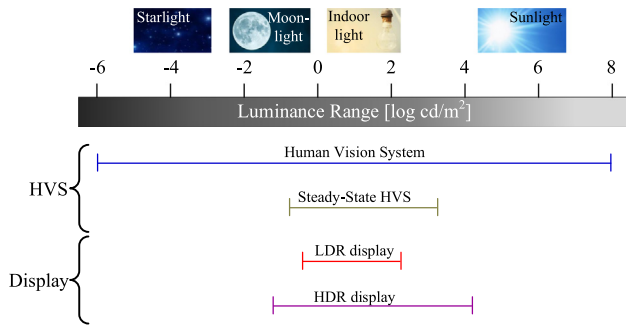 Starlight
Moon-
light
Indoor
light
Sunlight
-6 -4 -2 0 2 4 6 8
Luminance Range [log cd/m²]
HVS
Human Vision System
Steady-State HVS
Display
LDR display
HDR display